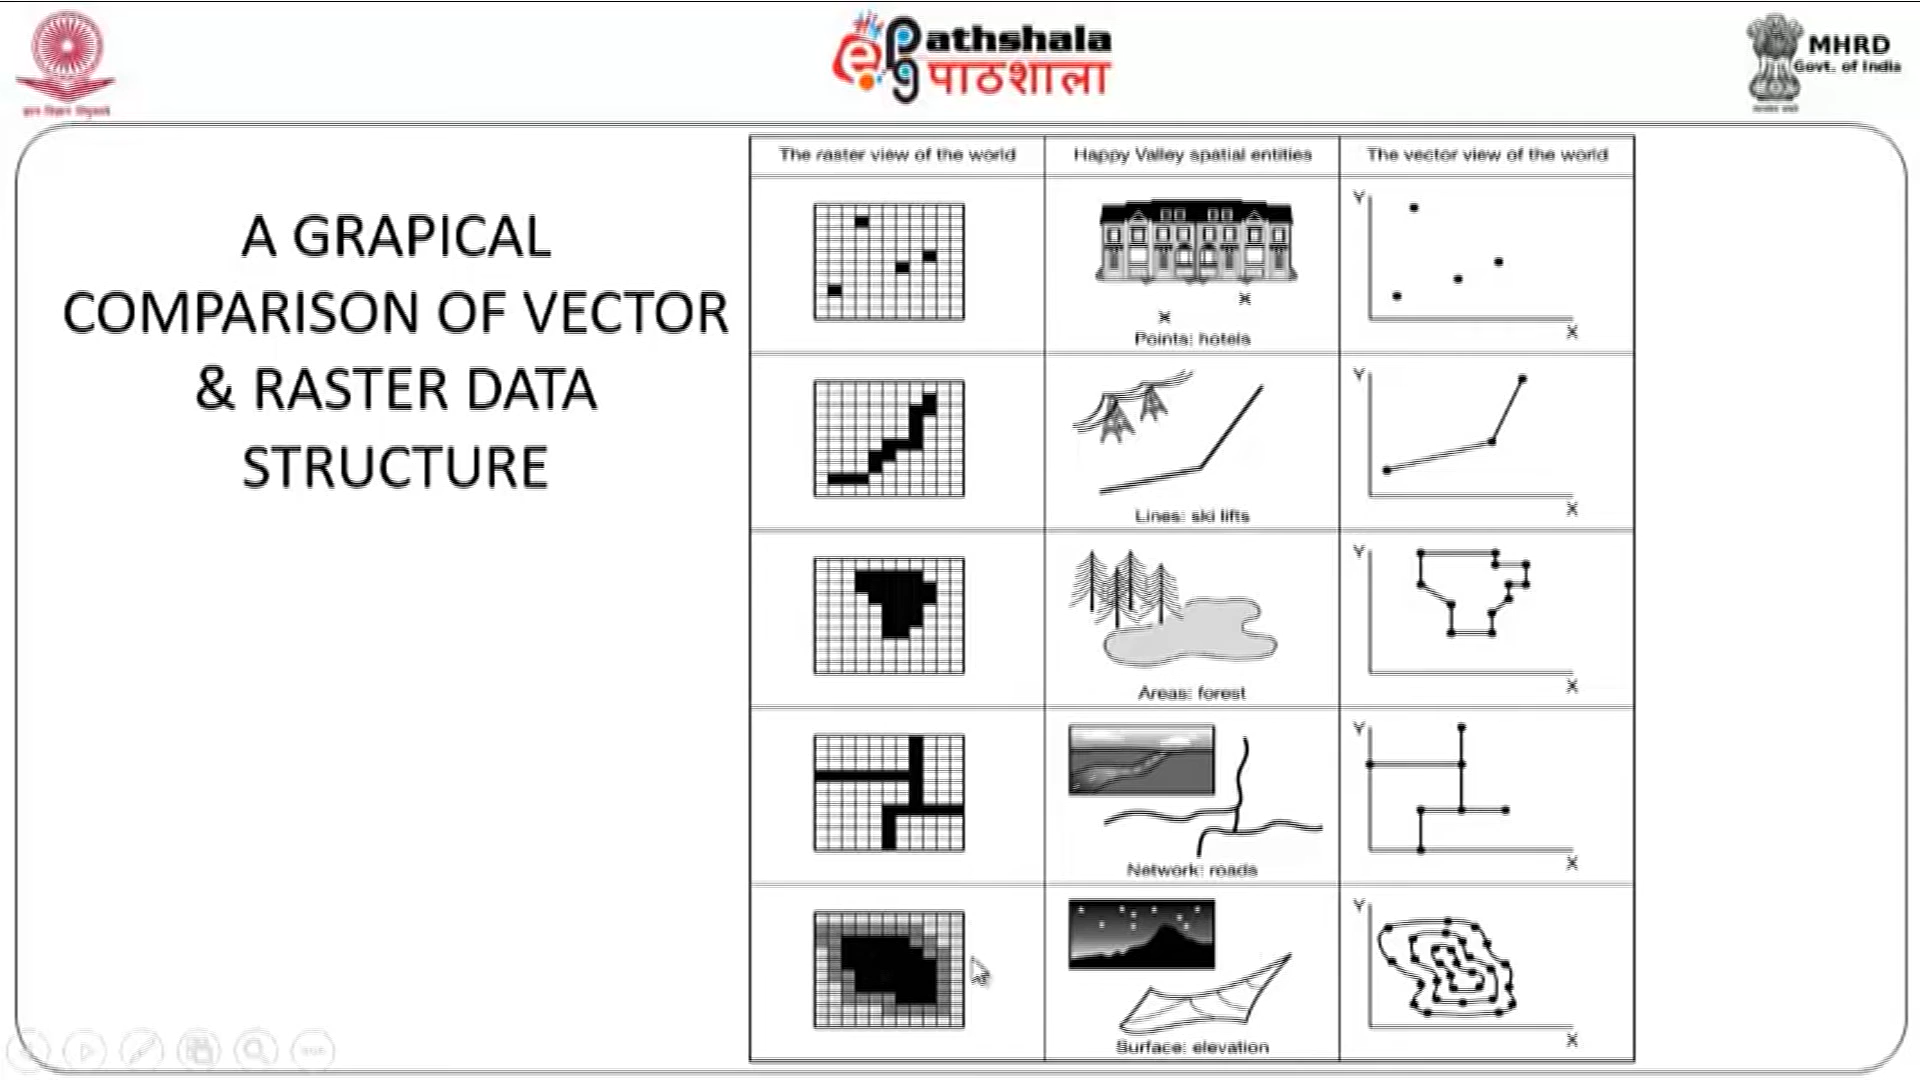 ePg Pathshala
पाठशाला
MHRD
Govt. of India
A GRAPICAL
COMPARISON OF VECTOR
& RASTER DATA
STRUCTURE
The raster view of the world
Happy Valley spatial entities
The vector view of the world
Points: hotels
Y
X
Lines: ski lifts
Y
X
Areas: forest
Y
X
Network: roads
Y
X
Surface: elevation
Y
X